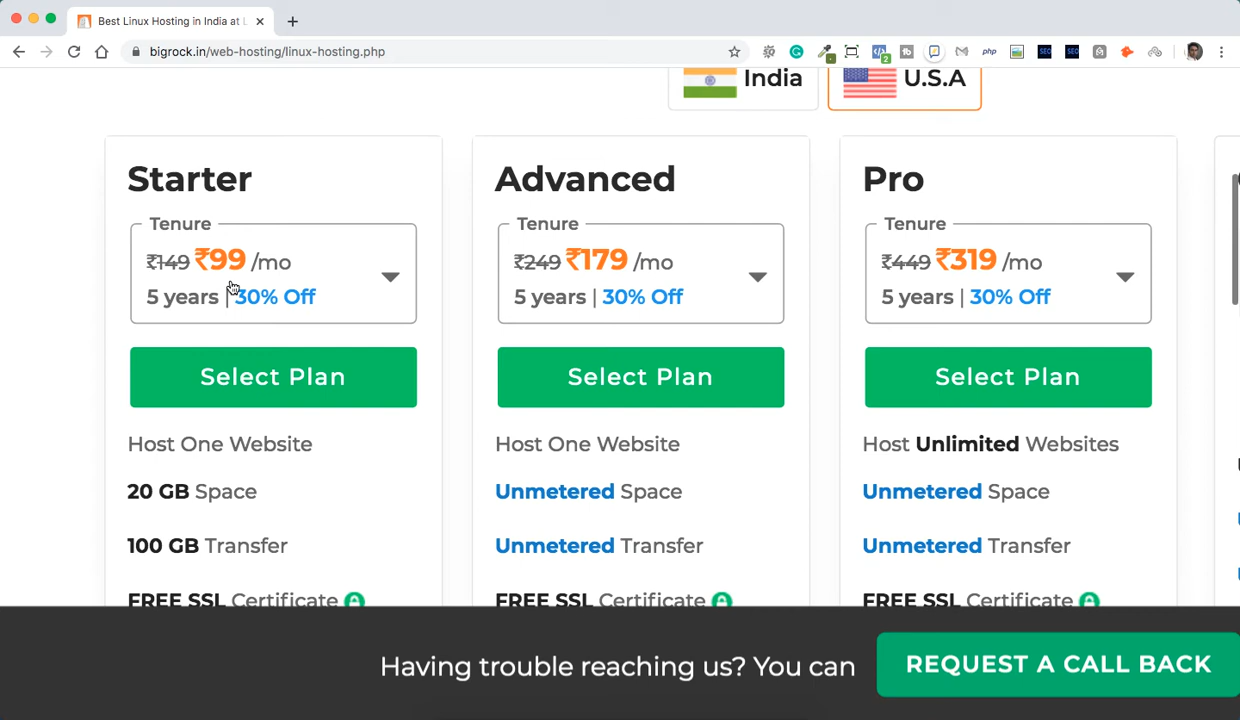 Best Linux Hosting in India at L
bigrock.in/web-hosting/linux-hosting.php
2
php
SEO
SEO
India
U.S.A
Starter
Tenure
₹149 ₹99 /mo
5 years | 30% Off
Select Plan
Host One Website
20 GB Space
100 GB Transfer
FREE SSL Certificate
Advanced
Tenure
₹249 ₹179 /mo
5 years | 30% Off
Select Plan
Host One Website
Unmetered Space
Unmetered Transfer
FREE SSL Certificate
Pro
Tenure
₹449 ₹319 /mo
5 years | 30% Off
Select Plan
Host Unlimited Websites
Unmetered Space
Unmetered Transfer
FREE SSL Certificate
Having trouble reaching us? You can
REQUEST A CALL BACK